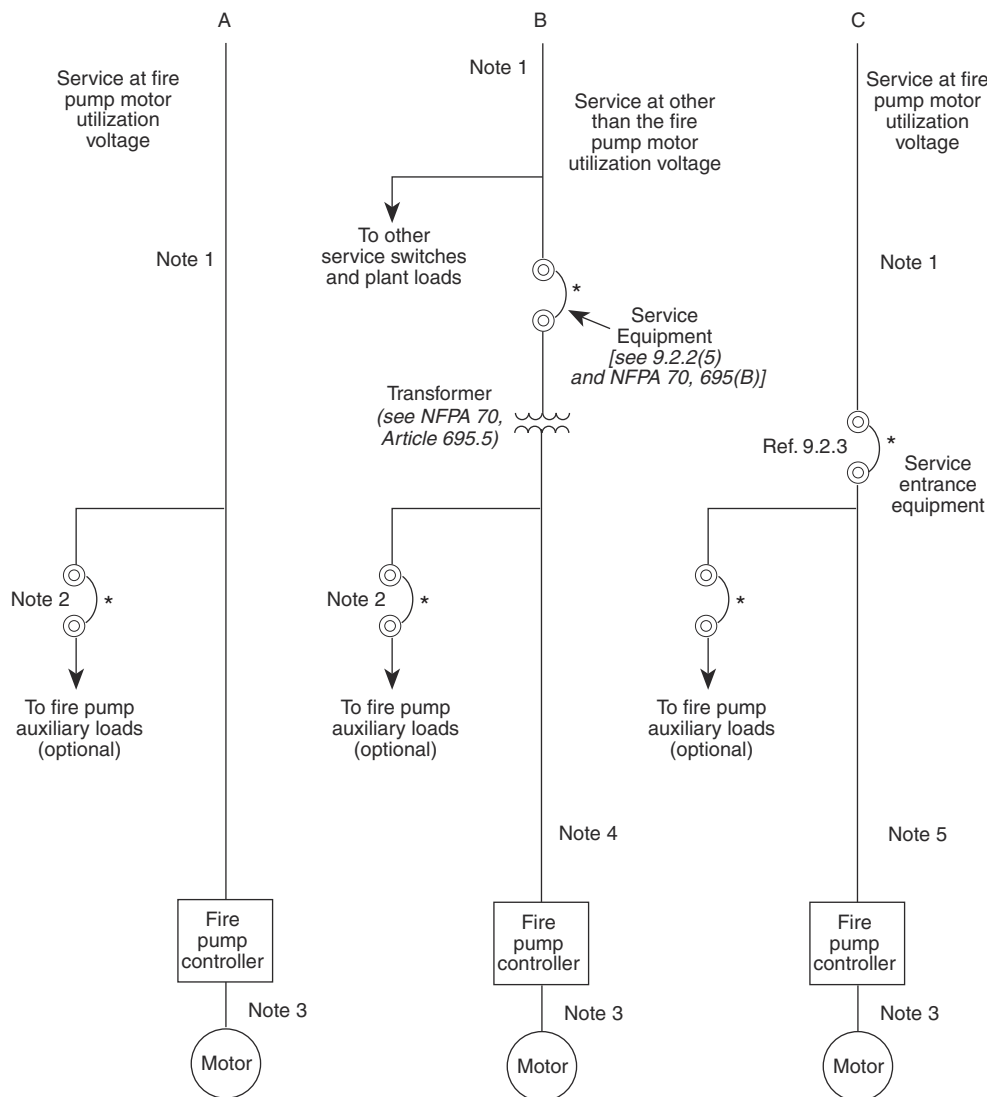 A
Service at fire
pump motor
utilization
voltage
Note 1
Note 2
*
To fire pump
auxiliary loads
(optional)
Fire
pump
controller
Note 3
Motor
B
Note 1
Service at other
than the fire
pump motor
utilization voltage
To other
service switches
and plant loads
*
Service
Equipment
[see 9.2.2(5)
and NFPA 70, 695(B)]
Transformer
(see NFPA 70,
Article 695.5)
Note 2
*
To fire pump
auxiliary loads
(optional)
Note 4
Fire
pump
controller
Note 3
Motor
C
Service at fire
pump motor
utilization
voltage
Note 1
Ref. 9.2.3
*
Service
entrance
equipment
*
To fire pump
auxiliary loads
(optional)
Note 5
Fire
pump
controller
Note 3
Motor